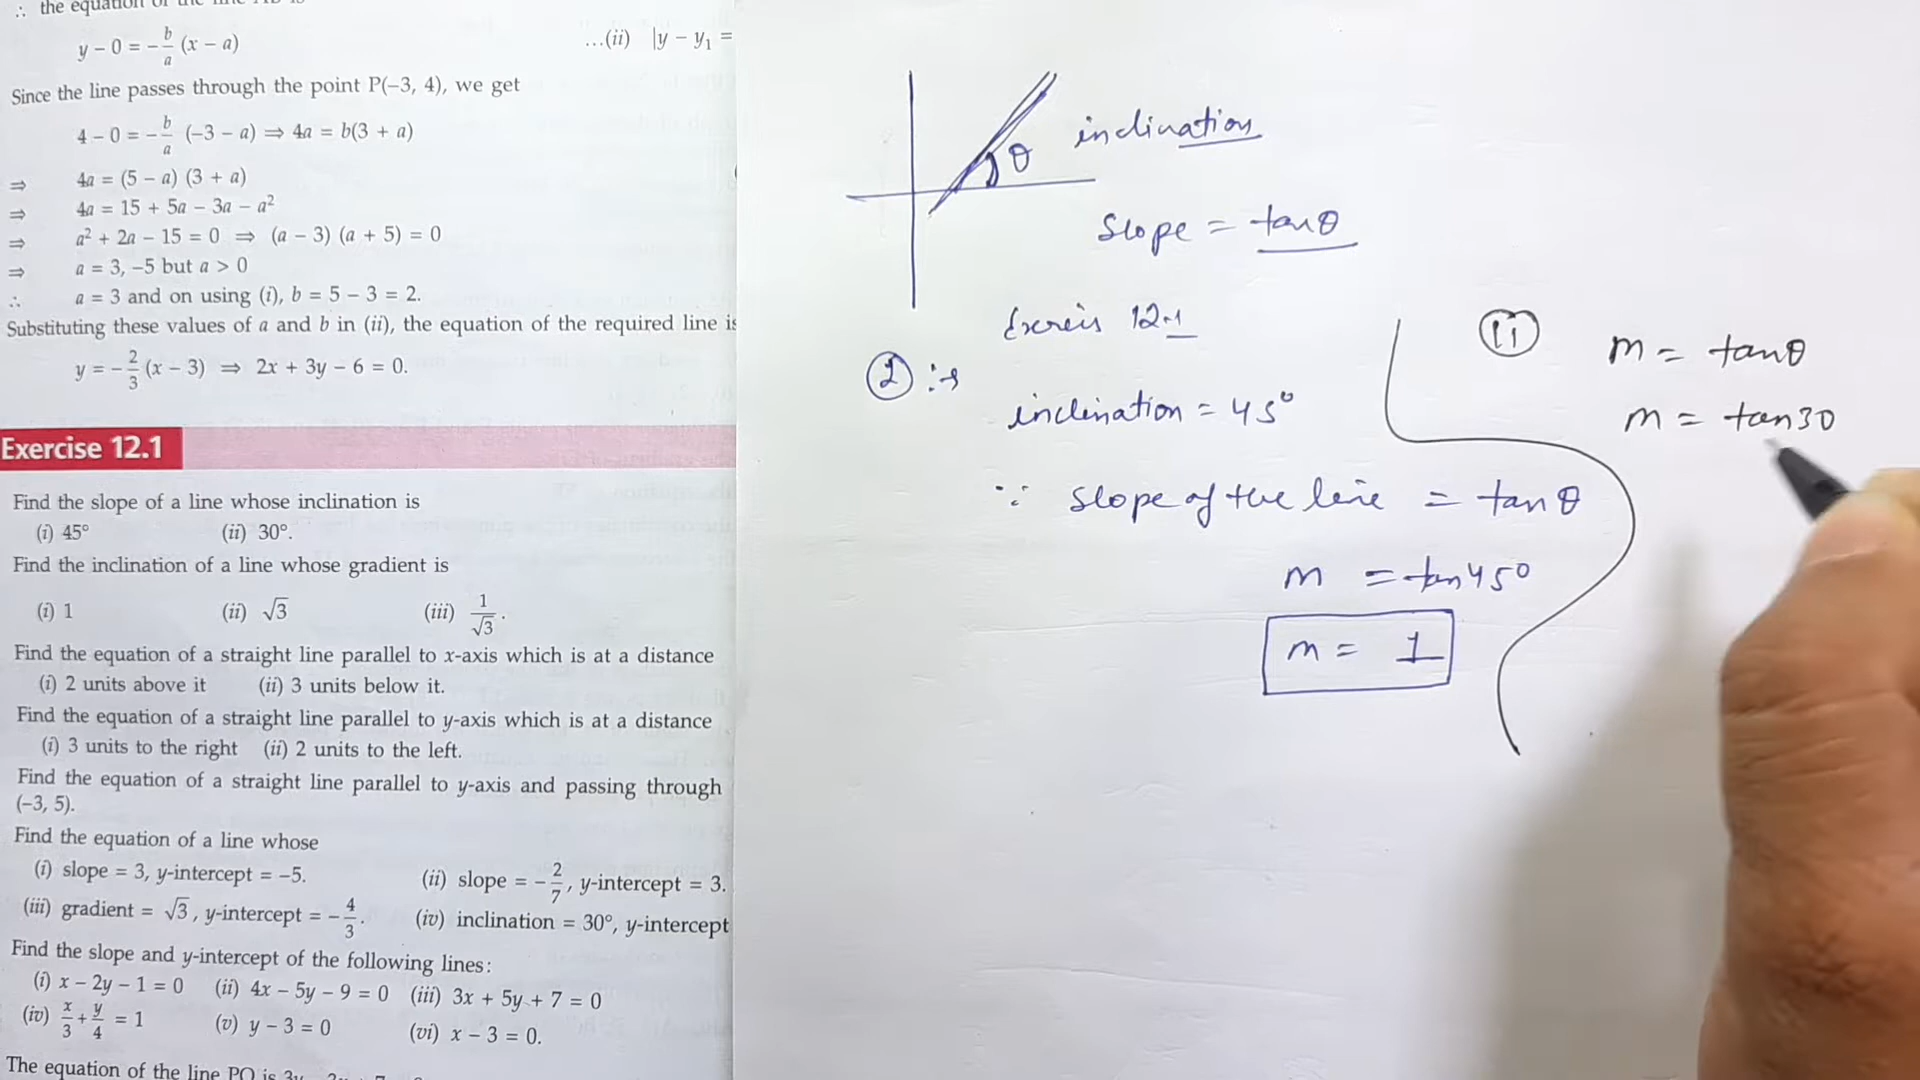 ∴ the equation of the line AB is
y – 0 = –b/a (x – a) ...(ii) |y – y₁ =
Since the line passes through the point P(–3, 4), we get
4 – 0 = –b/a (–3 – a) ⇒ 4a = b(3 + a)
⇒ 4a = (5 – a) (3 + a)
⇒ 4a = 15 + 5a – 3a – a²
⇒ a² + 2a – 15 = 0 ⇒ (a – 3) (a + 5) = 0
⇒ a = 3, –5 but a > 0
∴ a = 3 and on using (i), b = 5 – 3 = 2.
Substituting these values of a and b in (ii), the equation of the required line is
y = –2/3 (x – 3) ⇒ 2x + 3y – 6 = 0.
Exercise 12.1
Find the slope of a line whose inclination is
(i) 45° (ii) 30°.
Find the inclination of a line whose gradient is
(i) 1 (ii) √3 (iii) 1/√3.
Find the equation of a straight line parallel to x-axis which is at a distance
(i) 2 units above it (ii) 3 units below it.
Find the equation of a straight line parallel to y-axis which is at a distance
(i) 3 units to the right (ii) 2 units to the left.
Find the equation of a straight line parallel to y-axis and passing through
(–3, 5).
Find the equation of a line whose
(i) slope = 3, y-intercept = –5. (ii) slope = –2/7, y-intercept = 3.
(iii) gradient = √3, y-intercept = –4/3. (iv) inclination = 30°, y-intercept
Find the slope and y-intercept of the following lines:
(i) x – 2y – 1 = 0 (ii) 4x – 5y – 9 = 0 (iii) 3x + 5y + 7 = 0
(iv) x/3 + y/4 = 1 (v) y – 3 = 0 (vi) x – 3 = 0.
The equation of the line PQ is 3y
θ inclination
Slope = tanθ
Exercis 12.1
① :→
inclination = 45°
∵ slope of the line = tan θ
m = tan45°
m = 1
(ii) m = tanθ
m = tan30